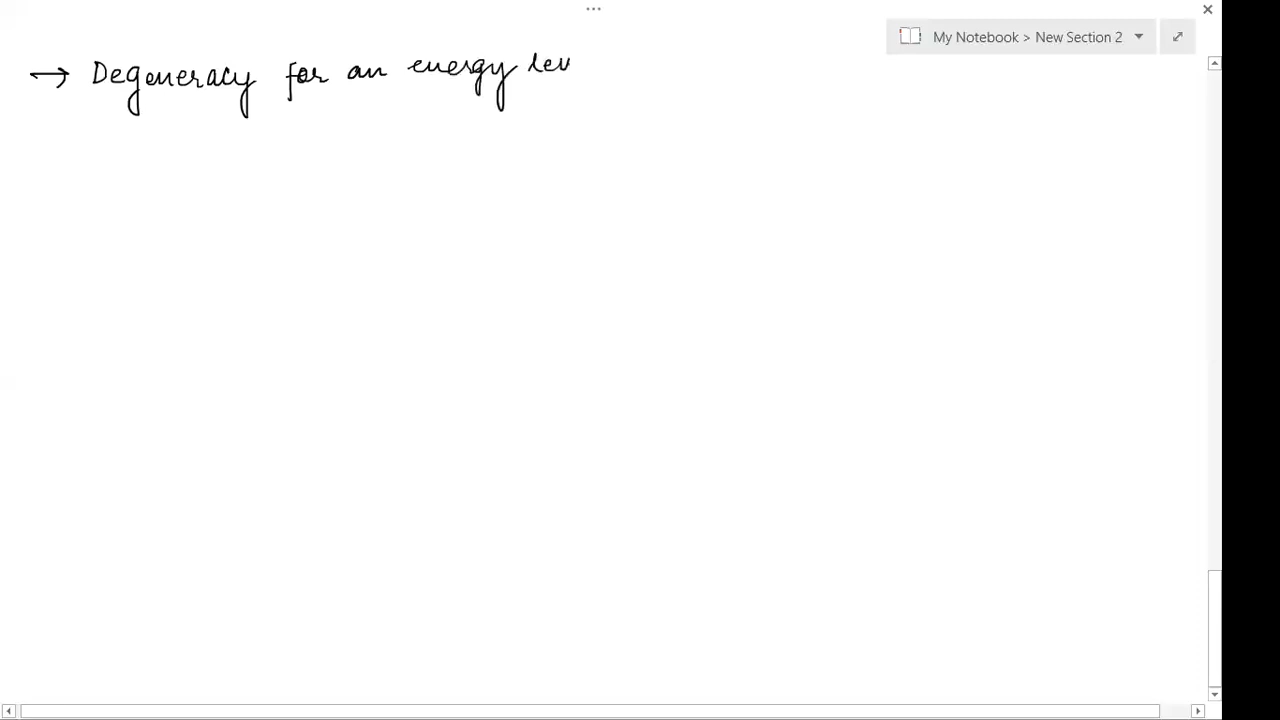 ...
My Notebook > New Section 2
→ Degeneracy for an energy lev